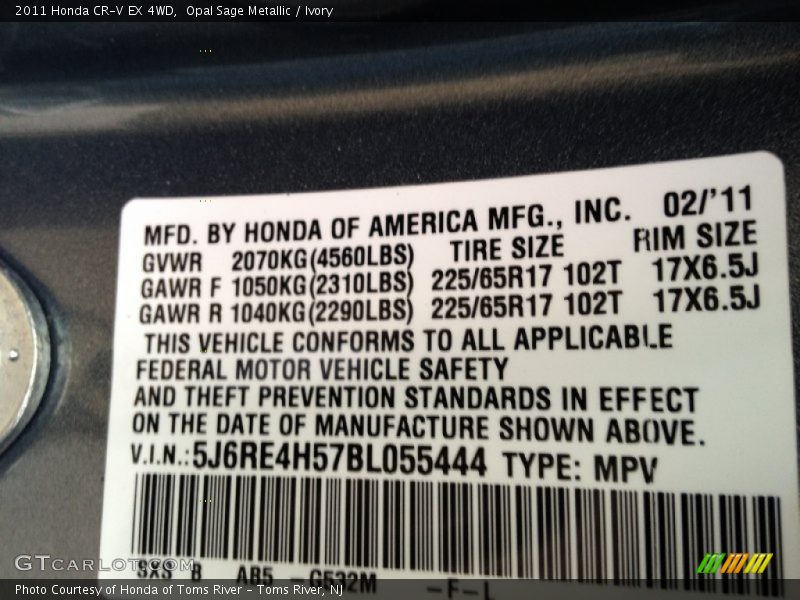 2011 Honda CR-V EX 4WD, Opal Sage Metallic / Ivory
MFD. BY HONDA OF AMERICA MFG., INC. 02/'11
GVWR 2070KG(4560LBS) TIRE SIZE RIM SIZE
GAWR F 1050KG(2310LBS) 225/65R17 102T 17X6.5J
GAWR R 1040KG(2290LBS) 225/65R17 102T 17X6.5J
THIS VEHICLE CONFORMS TO ALL APPLICABLE
FEDERAL MOTOR VEHICLE SAFETY
AND THEFT PREVENTION STANDARDS IN EFFECT
ON THE DATE OF MANUFACTURE SHOWN ABOVE.
V.I.N.:5J6RE4H57BL055444 TYPE: MPV
GTCARLOT.COM
SXS B AB5 -G532M -F-L
Photo Courtesy of Honda of Toms River - Toms River, NJ